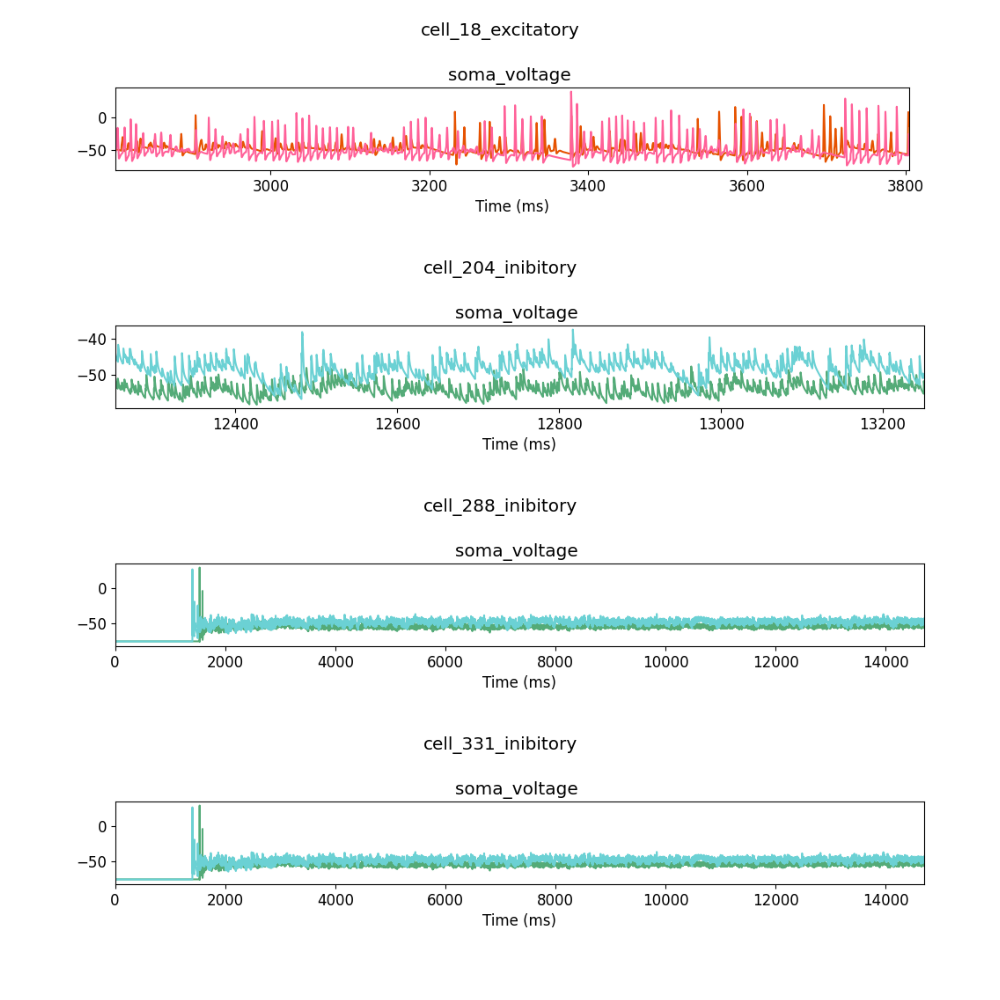 cell_18_excitatory
soma_voltage
0
−50
3000 3200 3400 3600 3800
Time (ms)
cell_204_inibitory
soma_voltage
−40
−50
12400 12600 12800 13000 13200
Time (ms)
cell_288_inibitory
soma_voltage
0
−50
0 2000 4000 6000 8000 10000 12000 14000
Time (ms)
cell_331_inibitory
soma_voltage
0
−50
0 2000 4000 6000 8000 10000 12000 14000
Time (ms)